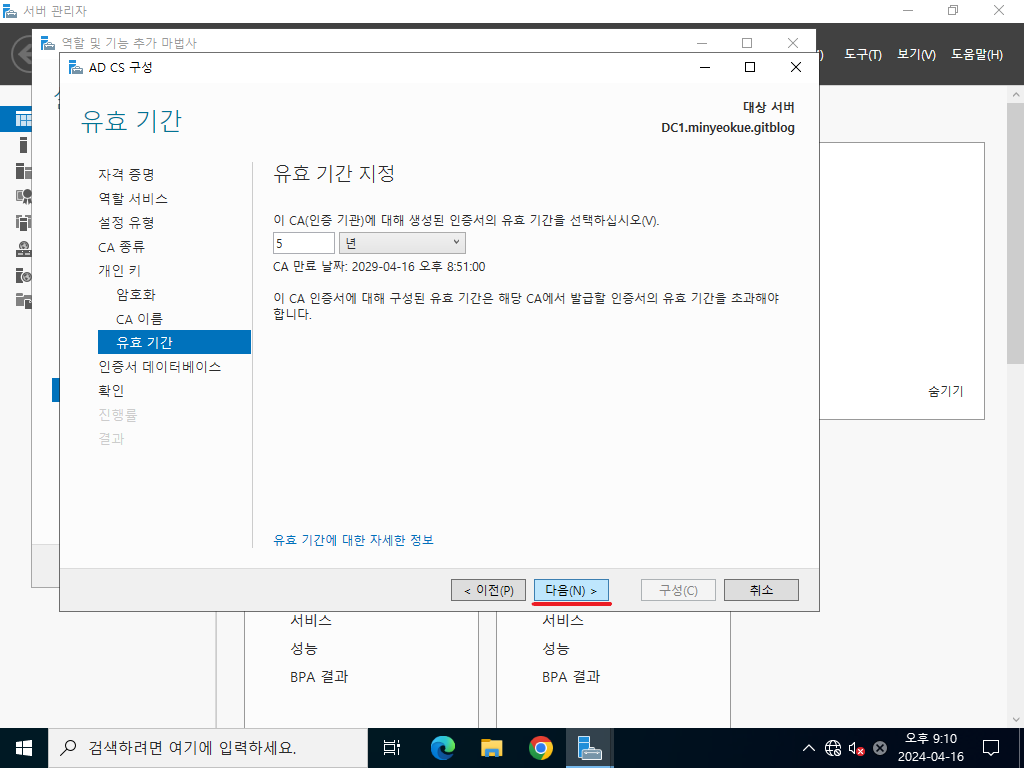 서버 관리자
역할 및 기능 추가 마법사
도구(T) 보기(V) 도움말(H)
AD CS 구성
유효 기간
대상 서버
DC1.minyeokue.gitblog
자격 증명
역할 서비스
설정 유형
CA 종류
개인 키
암호화
CA 이름
유효 기간
인증서 데이터베이스
확인
진행률
결과
유효 기간 지정
이 CA(인증 기관)에 대해 생성된 인증서의 유효 기간을 선택하십시오(V).
5 년
CA 만료 날짜: 2029-04-16 오후 8:51:00
이 CA 인증서에 대해 구성된 유효 기간은 해당 CA에서 발급할 인증서의 유효 기간을 초과해야
합니다.
유효 기간에 대한 자세한 정보
< 이전(P) 다음(N) > 구성(C) 취소
숨기기
서비스 서비스
성능 성능
BPA 결과 BPA 결과
검색하려면 여기에 입력하세요.
오후 9:10
2024-04-16